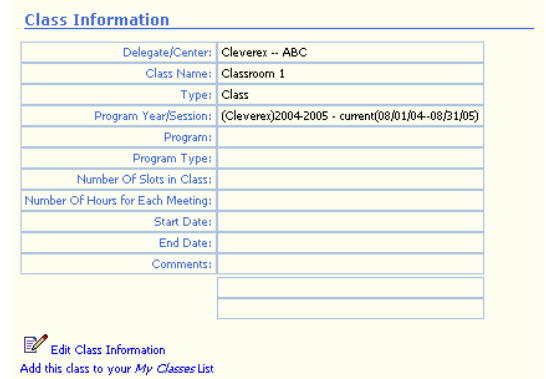 Class Information
Delegate/Center: Cleverex -- ABC
Class Name: Classroom 1
Type: Class
Program Year/Session: (Cleverex)2004-2005 - current(08/01/04--08/31/05)
Program:
Program Type:
Number Of Slots in Class:
Number Of Hours for Each Meeting:
Start Date:
End Date:
Comments:
Edit Class Information
Add this class to your My Classes List